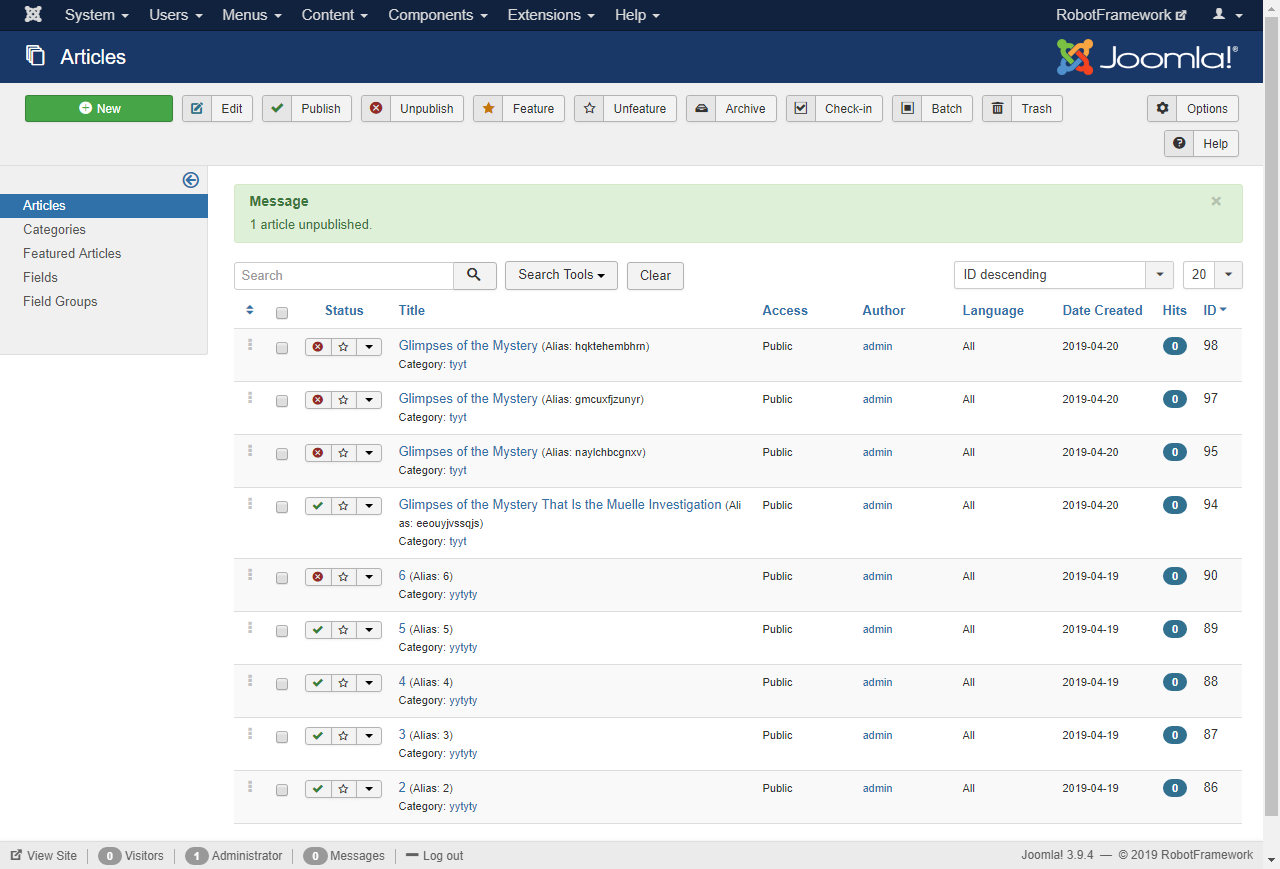 System Users Menus Content Components Extensions Help RobotFramework
Articles Joomla!®
New Edit Publish Unpublish Feature Unfeature Archive Check-in Batch Trash Options
Help
Articles
Categories
Featured Articles
Fields
Field Groups
Message ×
1 article unpublished.
Search Search Tools Clear ID descending 20
Status Title Access Author Language Date Created Hits ID
Glimpses of the Mystery (Alias: hqktehembhrn) Public admin All 2019-04-20 0 98
Category: tyyt
Glimpses of the Mystery (Alias: gmcuxfjzunyr) Public admin All 2019-04-20 0 97
Category: tyyt
Glimpses of the Mystery (Alias: naylchbcgnxv) Public admin All 2019-04-20 0 95
Category: tyyt
Glimpses of the Mystery That Is the Muelle Investigation (Ali Public admin All 2019-04-20 0 94
as: eeouyjvssqjs)
Category: tyyt
6 (Alias: 6) Public admin All 2019-04-19 0 90
Category: yytyty
5 (Alias: 5) Public admin All 2019-04-19 0 89
Category: yytyty
4 (Alias: 4) Public admin All 2019-04-19 0 88
Category: yytyty
3 (Alias: 3) Public admin All 2019-04-19 0 87
Category: yytyty
2 (Alias: 2) Public admin All 2019-04-19 0 86
Category: yytyty
View Site 0 Visitors 1 Administrator 0 Messages Log out Joomla! 3.9.4 — © 2019 RobotFramework